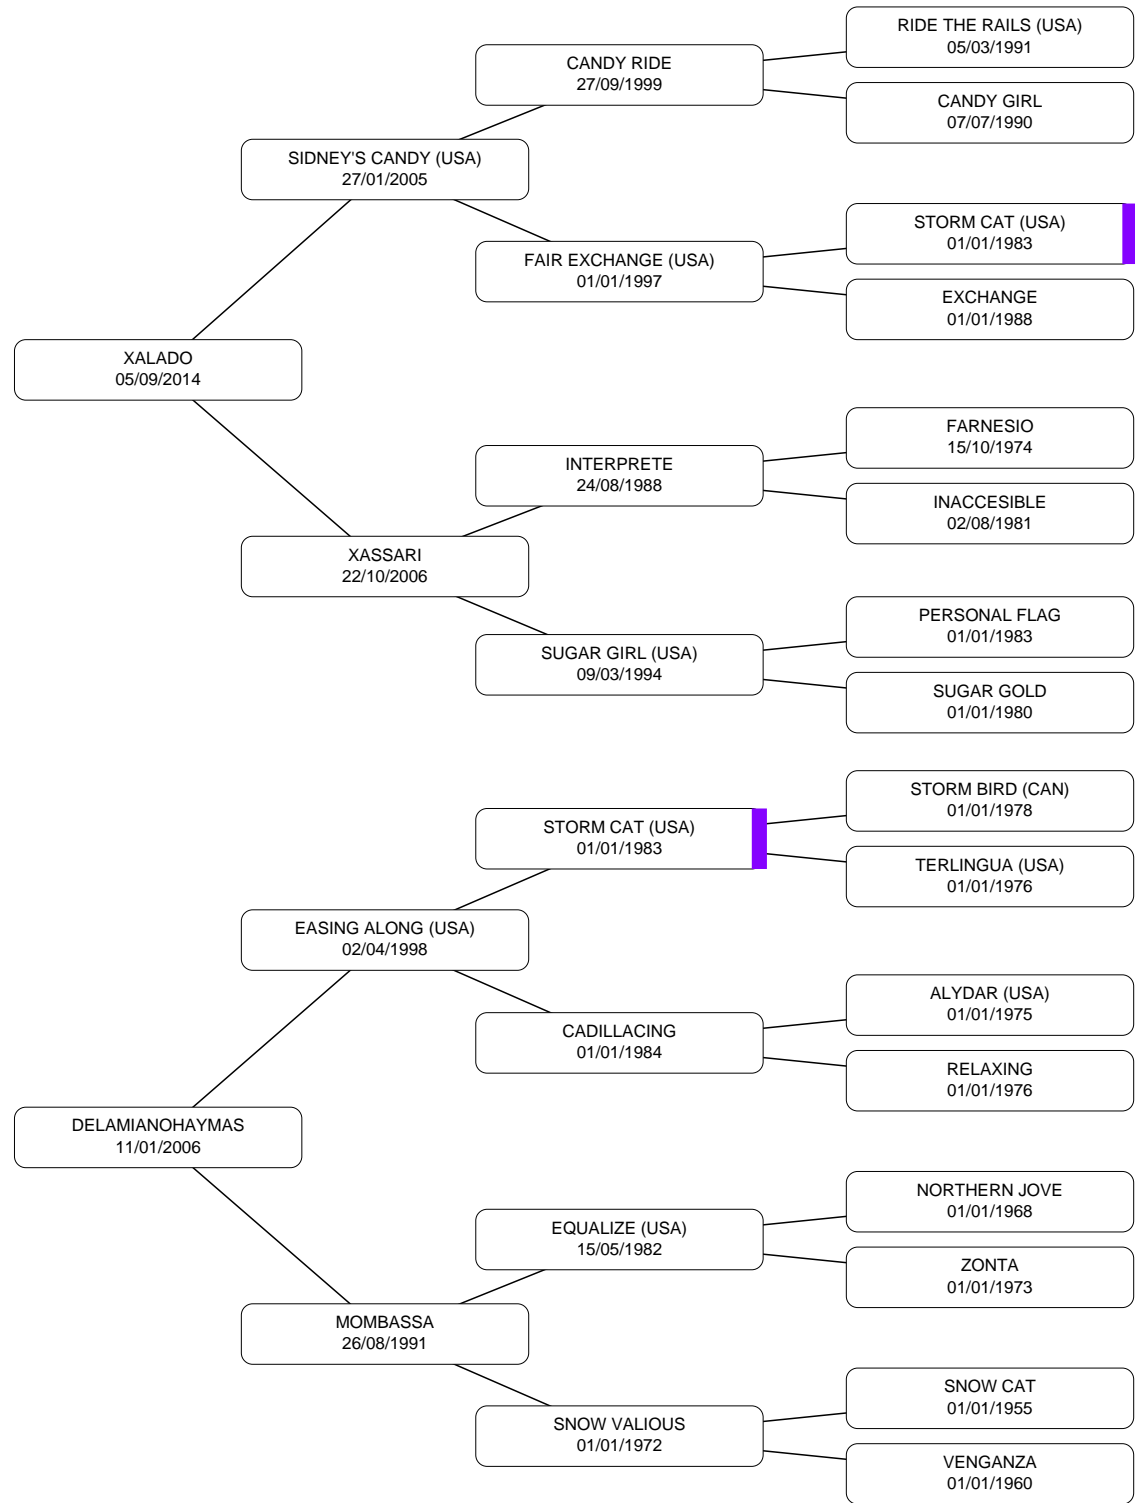 RIDE THE RAILS (USA)
05/03/1991
CANDY RIDE
27/09/1999
CANDY GIRL
07/07/1990
SIDNEY'S CANDY (USA)
27/01/2005
STORM CAT (USA)
01/01/1983
FAIR EXCHANGE (USA)
01/01/1997
EXCHANGE
01/01/1988
XALADO
05/09/2014
FARNESIO
15/10/1974
INTERPRETE
24/08/1988
INACCESIBLE
02/08/1981
XASSARI
22/10/2006
PERSONAL FLAG
01/01/1983
SUGAR GIRL (USA)
09/03/1994
SUGAR GOLD
01/01/1980
STORM BIRD (CAN)
01/01/1978
STORM CAT (USA)
01/01/1983
TERLINGUA (USA)
01/01/1976
EASING ALONG (USA)
02/04/1998
ALYDAR (USA)
01/01/1975
CADILLACING
01/01/1984
RELAXING
01/01/1976
DELAMIANOHAYMAS
11/01/2006
NORTHERN JOVE
01/01/1968
EQUALIZE (USA)
15/05/1982
ZONTA
01/01/1973
MOMBASSA
26/08/1991
SNOW CAT
01/01/1955
SNOW VALIOUS
01/01/1972
VENGANZA
01/01/1960